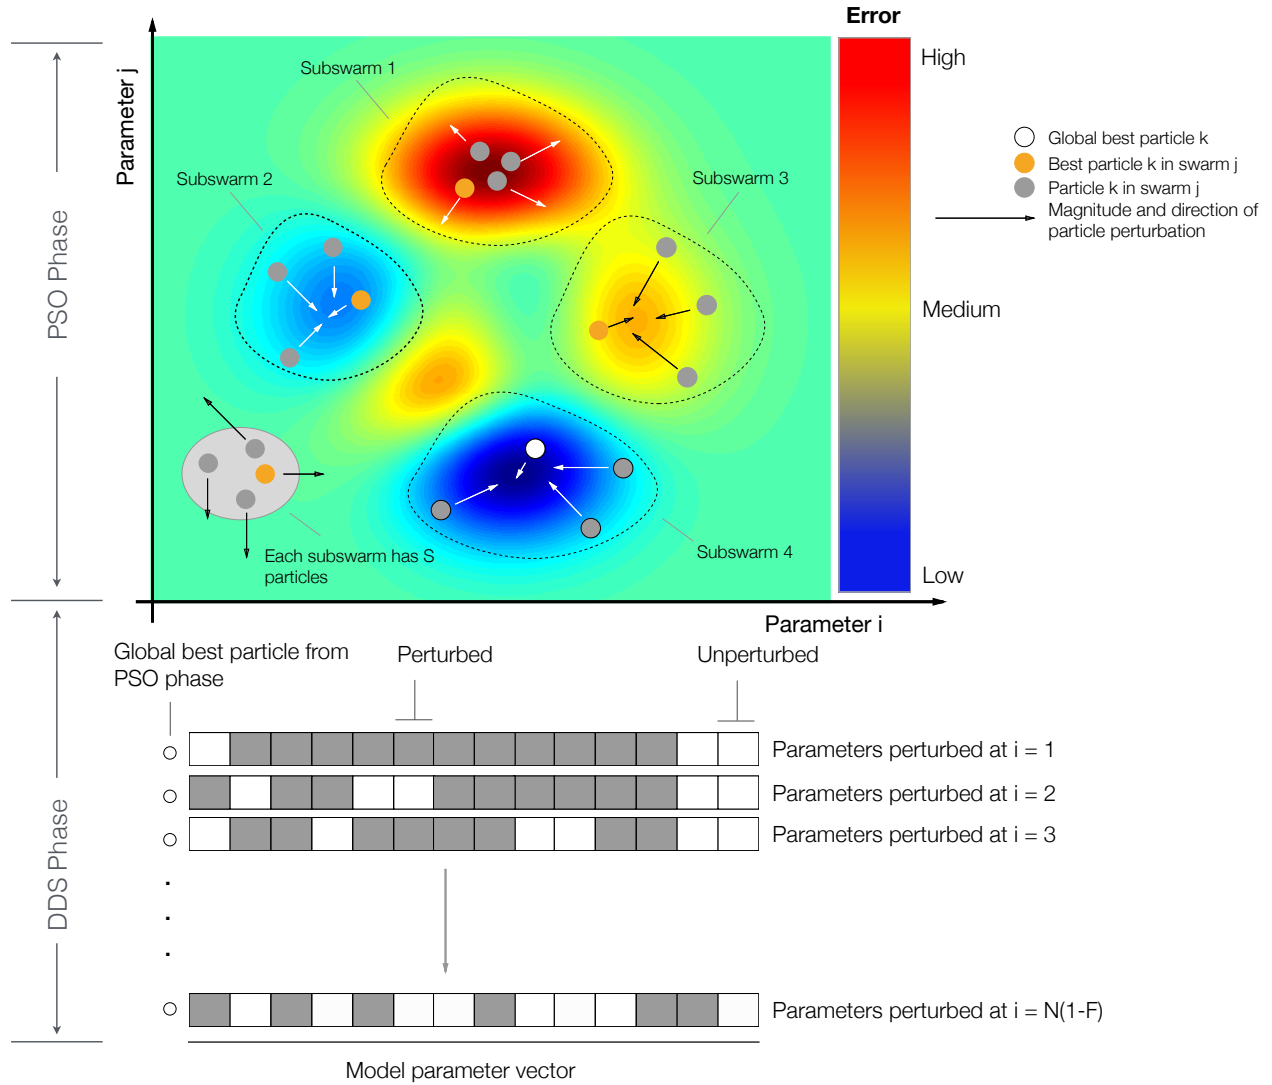 Error
High
Medium
Low
Parameter j
Parameter i
PSO Phase
DDS Phase
Subswarm 1
Subswarm 2
Subswarm 3
Subswarm 4
Each subswarm has S
particles
Global best particle k
Best particle k in swarm j
Particle k in swarm j
Magnitude and direction of
particle perturbation
Global best particle from
PSO phase
Perturbed
Unperturbed
Parameters perturbed at i = 1
Parameters perturbed at i = 2
Parameters perturbed at i = 3
Parameters perturbed at i = N(1-F)
Model parameter vector